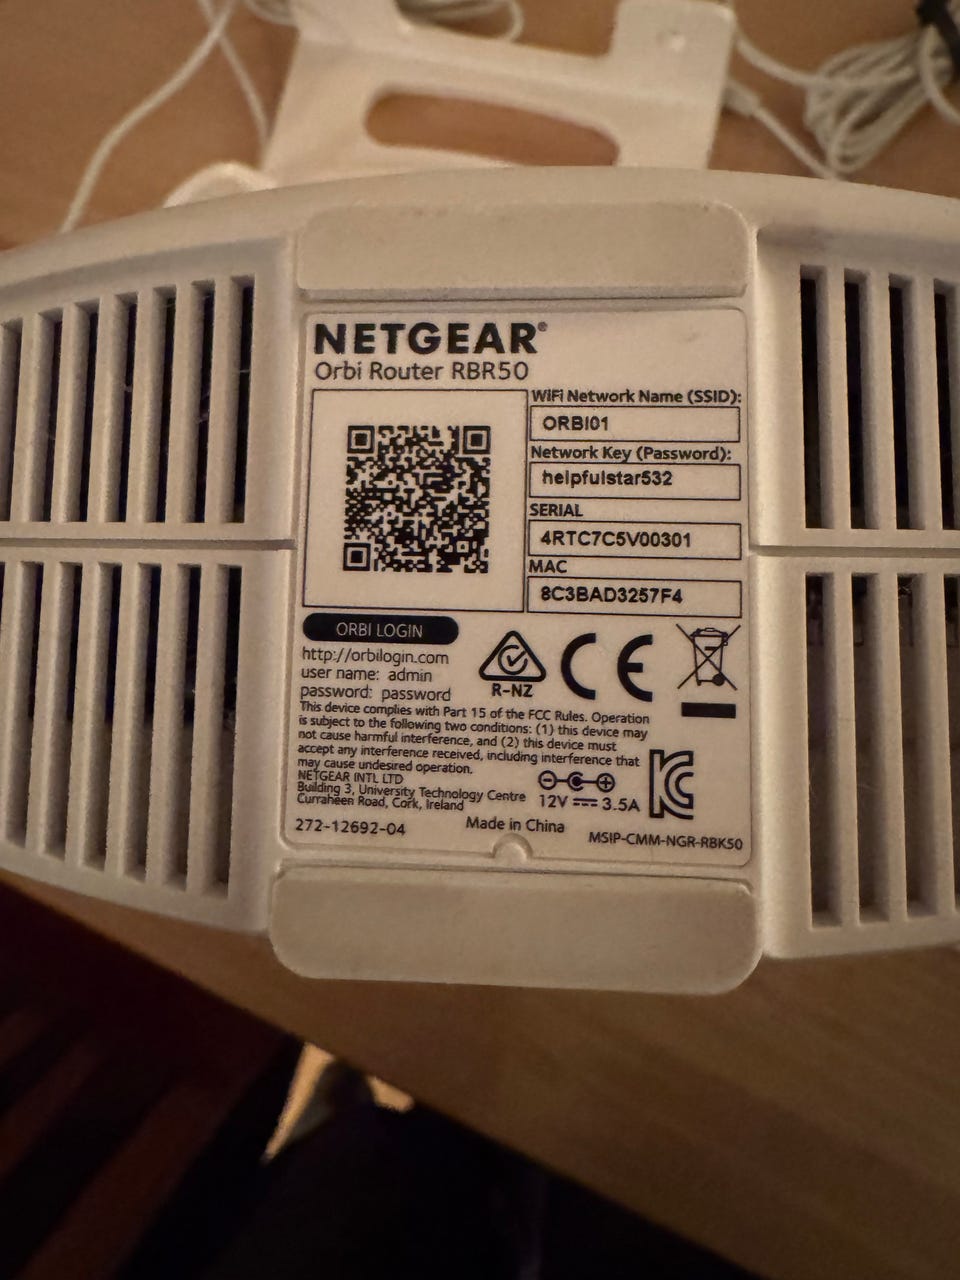 NETGEAR®
Orbi Router RBR50
WiFi Network Name (SSID):
ORBI01
Network Key (Password):
helpfulstar532
SERIAL
4RTC7C5V00301
MAC
8C3BAD3257F4
ORBI LOGIN
http://orbilogin.com
user name: admin
password: password
R-NZ
CE
This device complies with Part 15 of the FCC Rules. Operation
is subject to the following two conditions: (1) this device may
not cause harmful interference, and (2) this device must
accept any interference received, including interference that
may cause undesired operation.
NETGEAR INTL LTD
Building 3, University Technology Centre
Curraheen Road, Cork, Ireland
12V ⎓ 3.5A
272-12692-04
Made in China
MSIP-CMM-NGR-RBK50